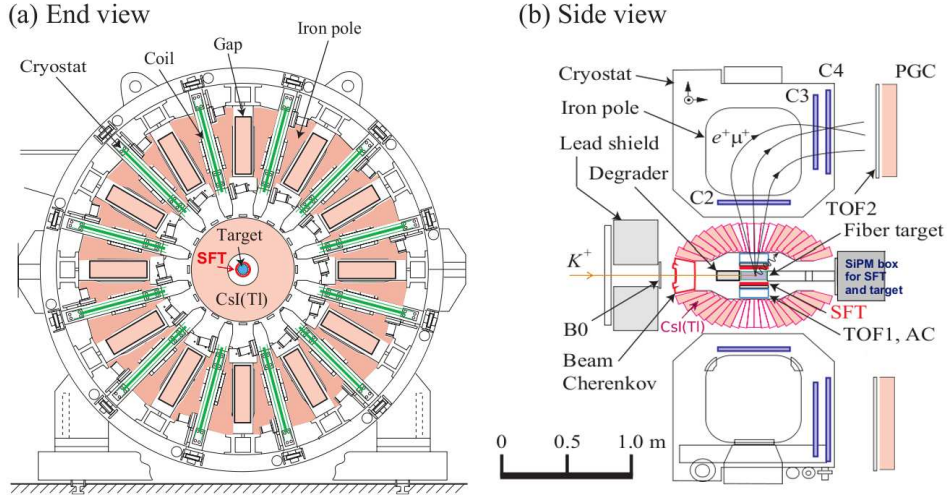 (a) End view
Cryostat
Coil
Gap
Iron pole
Target
SFT
CsI(Tl)
(b) Side view
Cryostat
Iron pole
Lead shield
Degrader
K+
B0
Beam
Cherenkov
e+μ+
C2
C3
C4
PGC
TOF2
Fiber target
SiPM box
for SFT
and target
SFT
TOF1, AC
CsI(Tl)
0
0.5
1.0 m